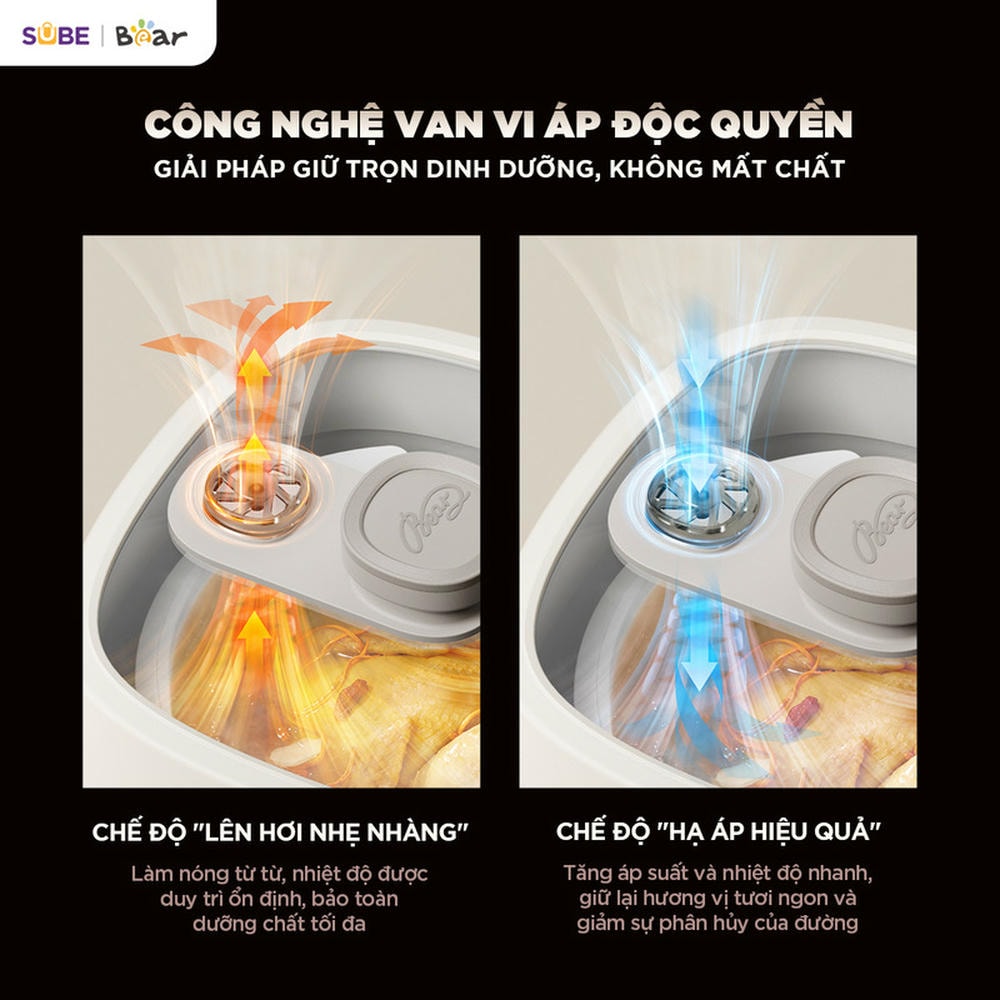 SUBE | Bear
CÔNG NGHỆ VAN VI ÁP ĐỘC QUYỀN
GIẢI PHÁP GIỮ TRỌN DINH DƯỠNG, KHÔNG MẤT CHẤT
Bear
Bear
CHẾ ĐỘ "LÊN HƠI NHẸ NHÀNG"
Làm nóng từ từ, nhiệt độ được
duy trì ổn định, bảo toàn
dưỡng chất tối đa
CHẾ ĐỘ "HẠ ÁP HIỆU QUẢ"
Tăng áp suất và nhiệt độ nhanh,
giữ lại hương vị tươi ngon và
giảm sự phân hủy của đường